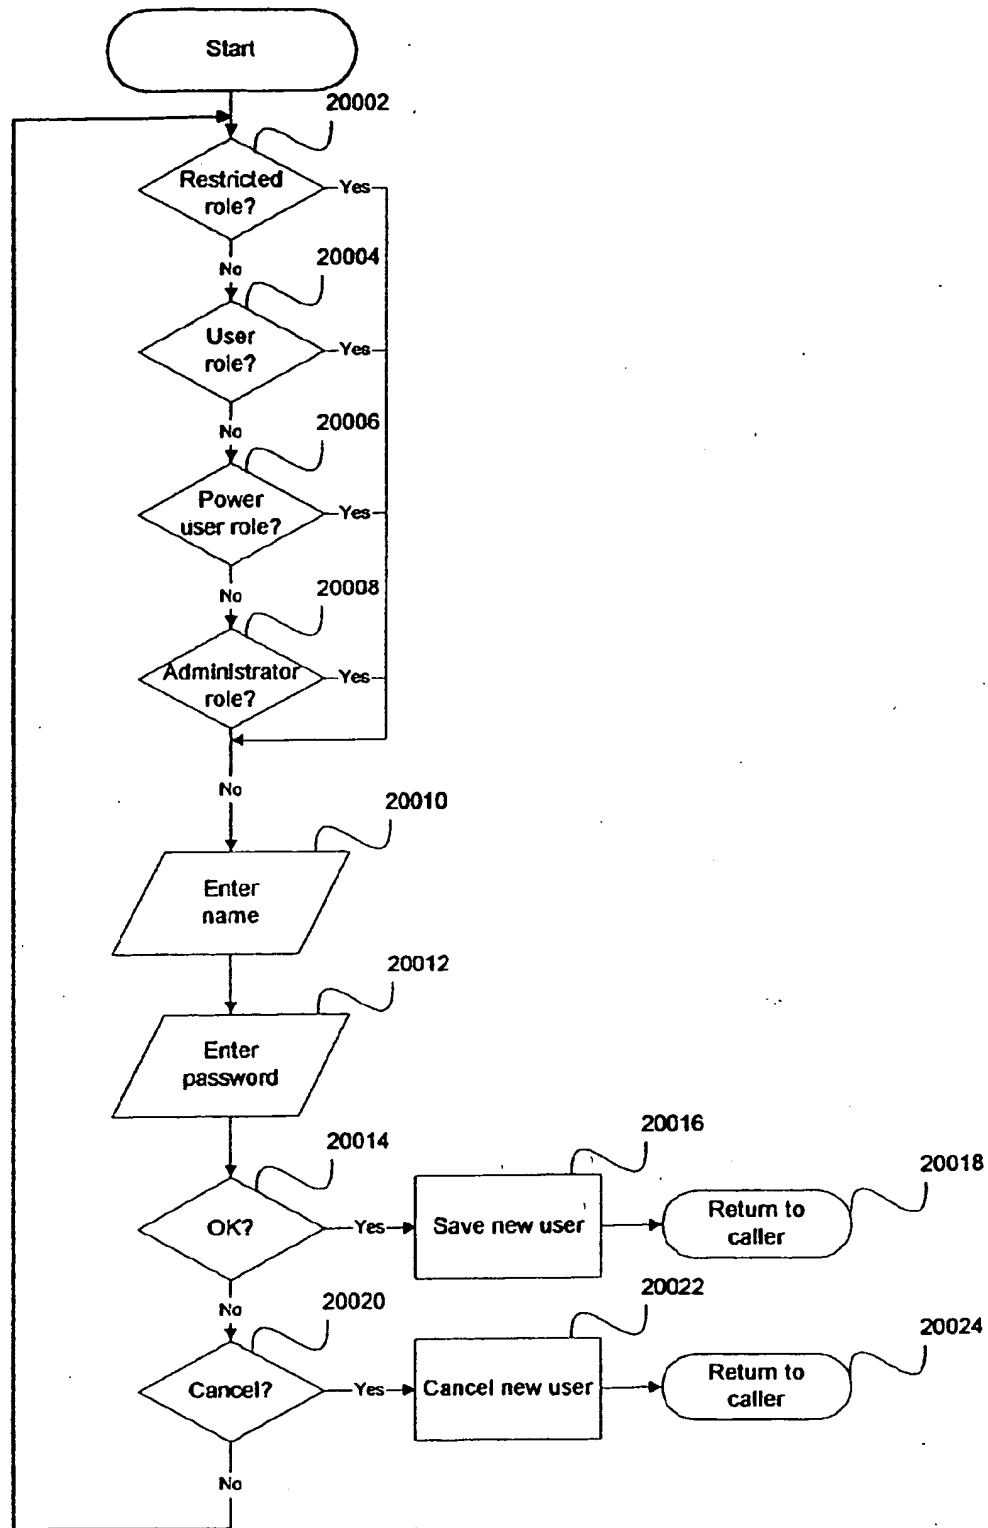 Start
20002
Restricted
role?
Yes
No
20004
User
role?
Yes
No
20006
Power
user role?
Yes
No
20008
Administrator
role?
Yes
No
20010
Enter
name
20012
Enter
password
20014
OK?
Yes
20016
Save new user
20018
Return to
caller
No
20020
Cancel?
Yes
20022
Cancel new user
20024
Return to
caller
No